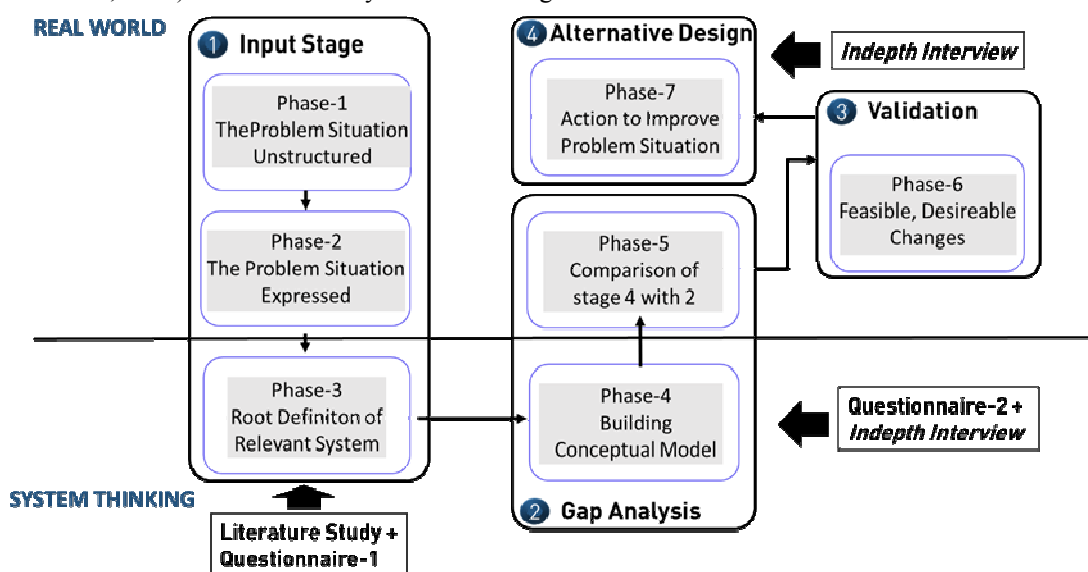 REAL WORLD
1 Input Stage
Phase-1
TheProblem Situation
Unstructured
Phase-2
The Problem Situation
Expressed
Phase-3
Root Definiton of
Relevant System
SYSTEM THINKING
Literature Study +
Questionnaire-1
4 Alternative Design
Phase-7
Action to Improve
Problem Situation
Indepth Interview
3 Validation
Phase-6
Feasible, Desireable
Changes
Phase-5
Comparison of
stage 4 with 2
Phase-4
Building
Conceptual Model
2 Gap Analysis
Questionnaire-2 +
Indepth Interview